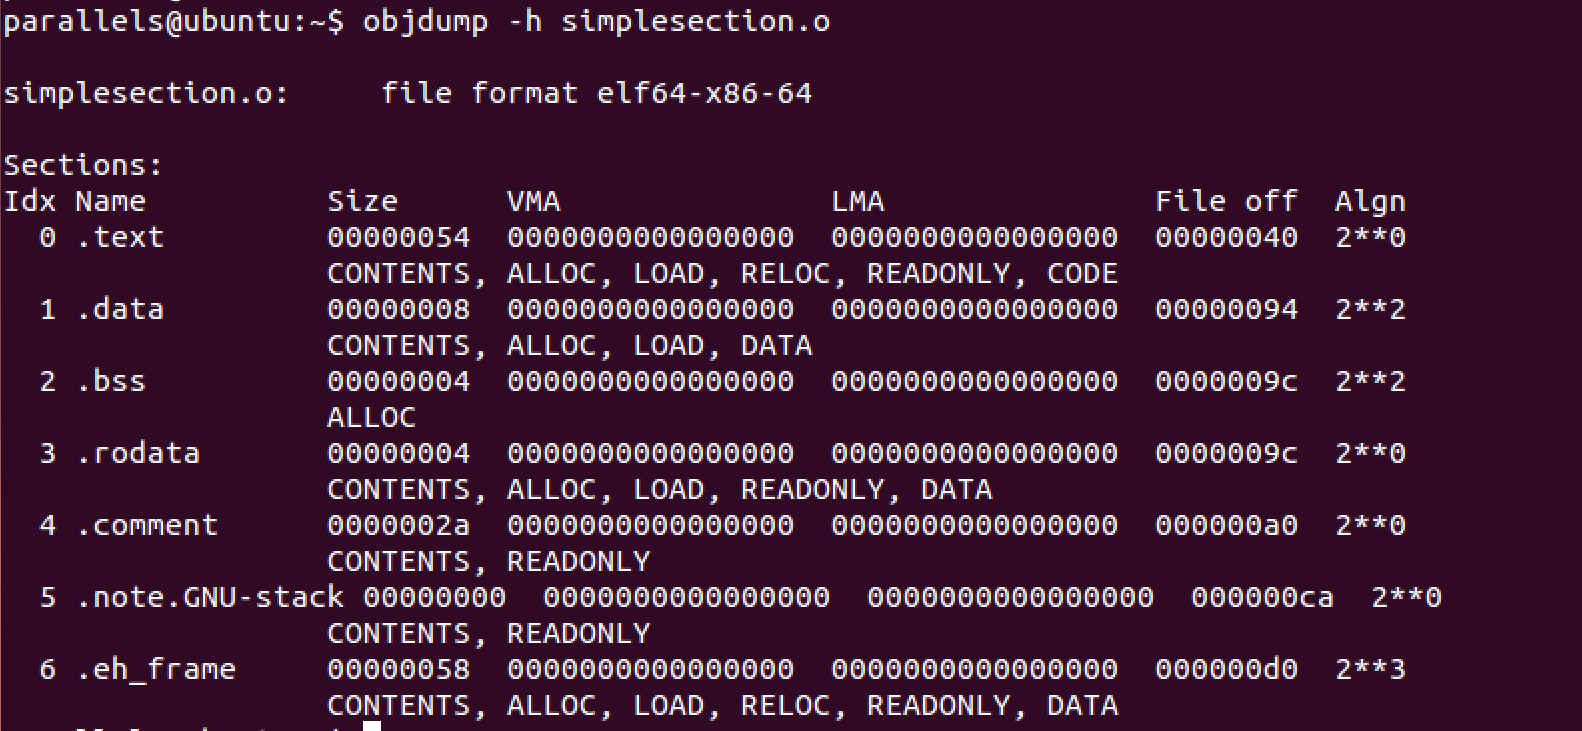 parallels@ubuntu:~$ objdump -h simplesection.o
simplesection.o:     file format elf64-x86-64
Sections:
Idx Name          Size      VMA               LMA               File off  Algn
  0 .text         00000054  0000000000000000  0000000000000000  00000040  2**0
                  CONTENTS, ALLOC, LOAD, RELOC, READONLY, CODE
  1 .data         00000008  0000000000000000  0000000000000000  00000094  2**2
                  CONTENTS, ALLOC, LOAD, DATA
  2 .bss          00000004  0000000000000000  0000000000000000  0000009c  2**2
                  ALLOC
  3 .rodata       00000004  0000000000000000  0000000000000000  0000009c  2**0
                  CONTENTS, ALLOC, LOAD, READONLY, DATA
  4 .comment      0000002a  0000000000000000  0000000000000000  000000a0  2**0
                  CONTENTS, READONLY
  5 .note.GNU-stack 00000000  0000000000000000  0000000000000000  000000ca  2**0
                  CONTENTS, READONLY
  6 .eh_frame     00000058  0000000000000000  0000000000000000  000000d0  2**3
                  CONTENTS, ALLOC, LOAD, RELOC, READONLY, DATA